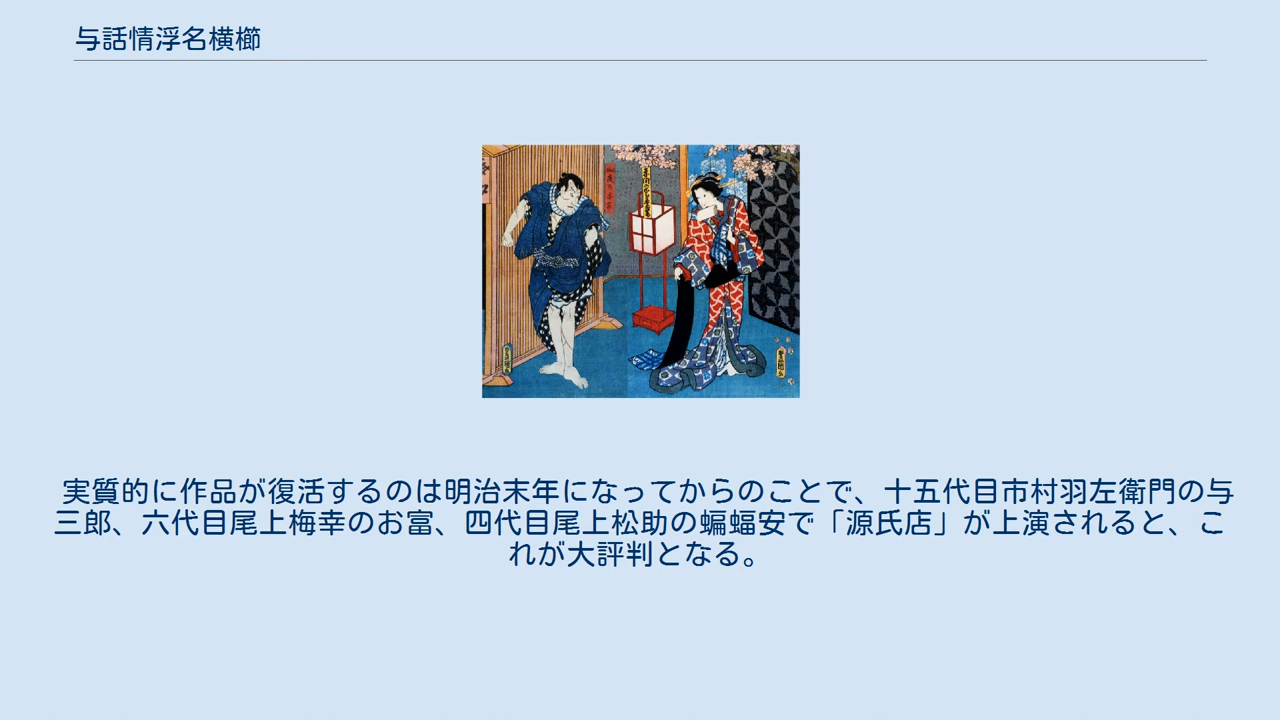 与話情浮名横櫛
実質的に作品が復活するのは明治末年になってからのことで、十五代目市村羽左衛門の与
三郎、六代目尾上梅幸のお富、四代目尾上松助の蝙蝠安で「源氏店」が上演されると、こ
れが大評判となる。